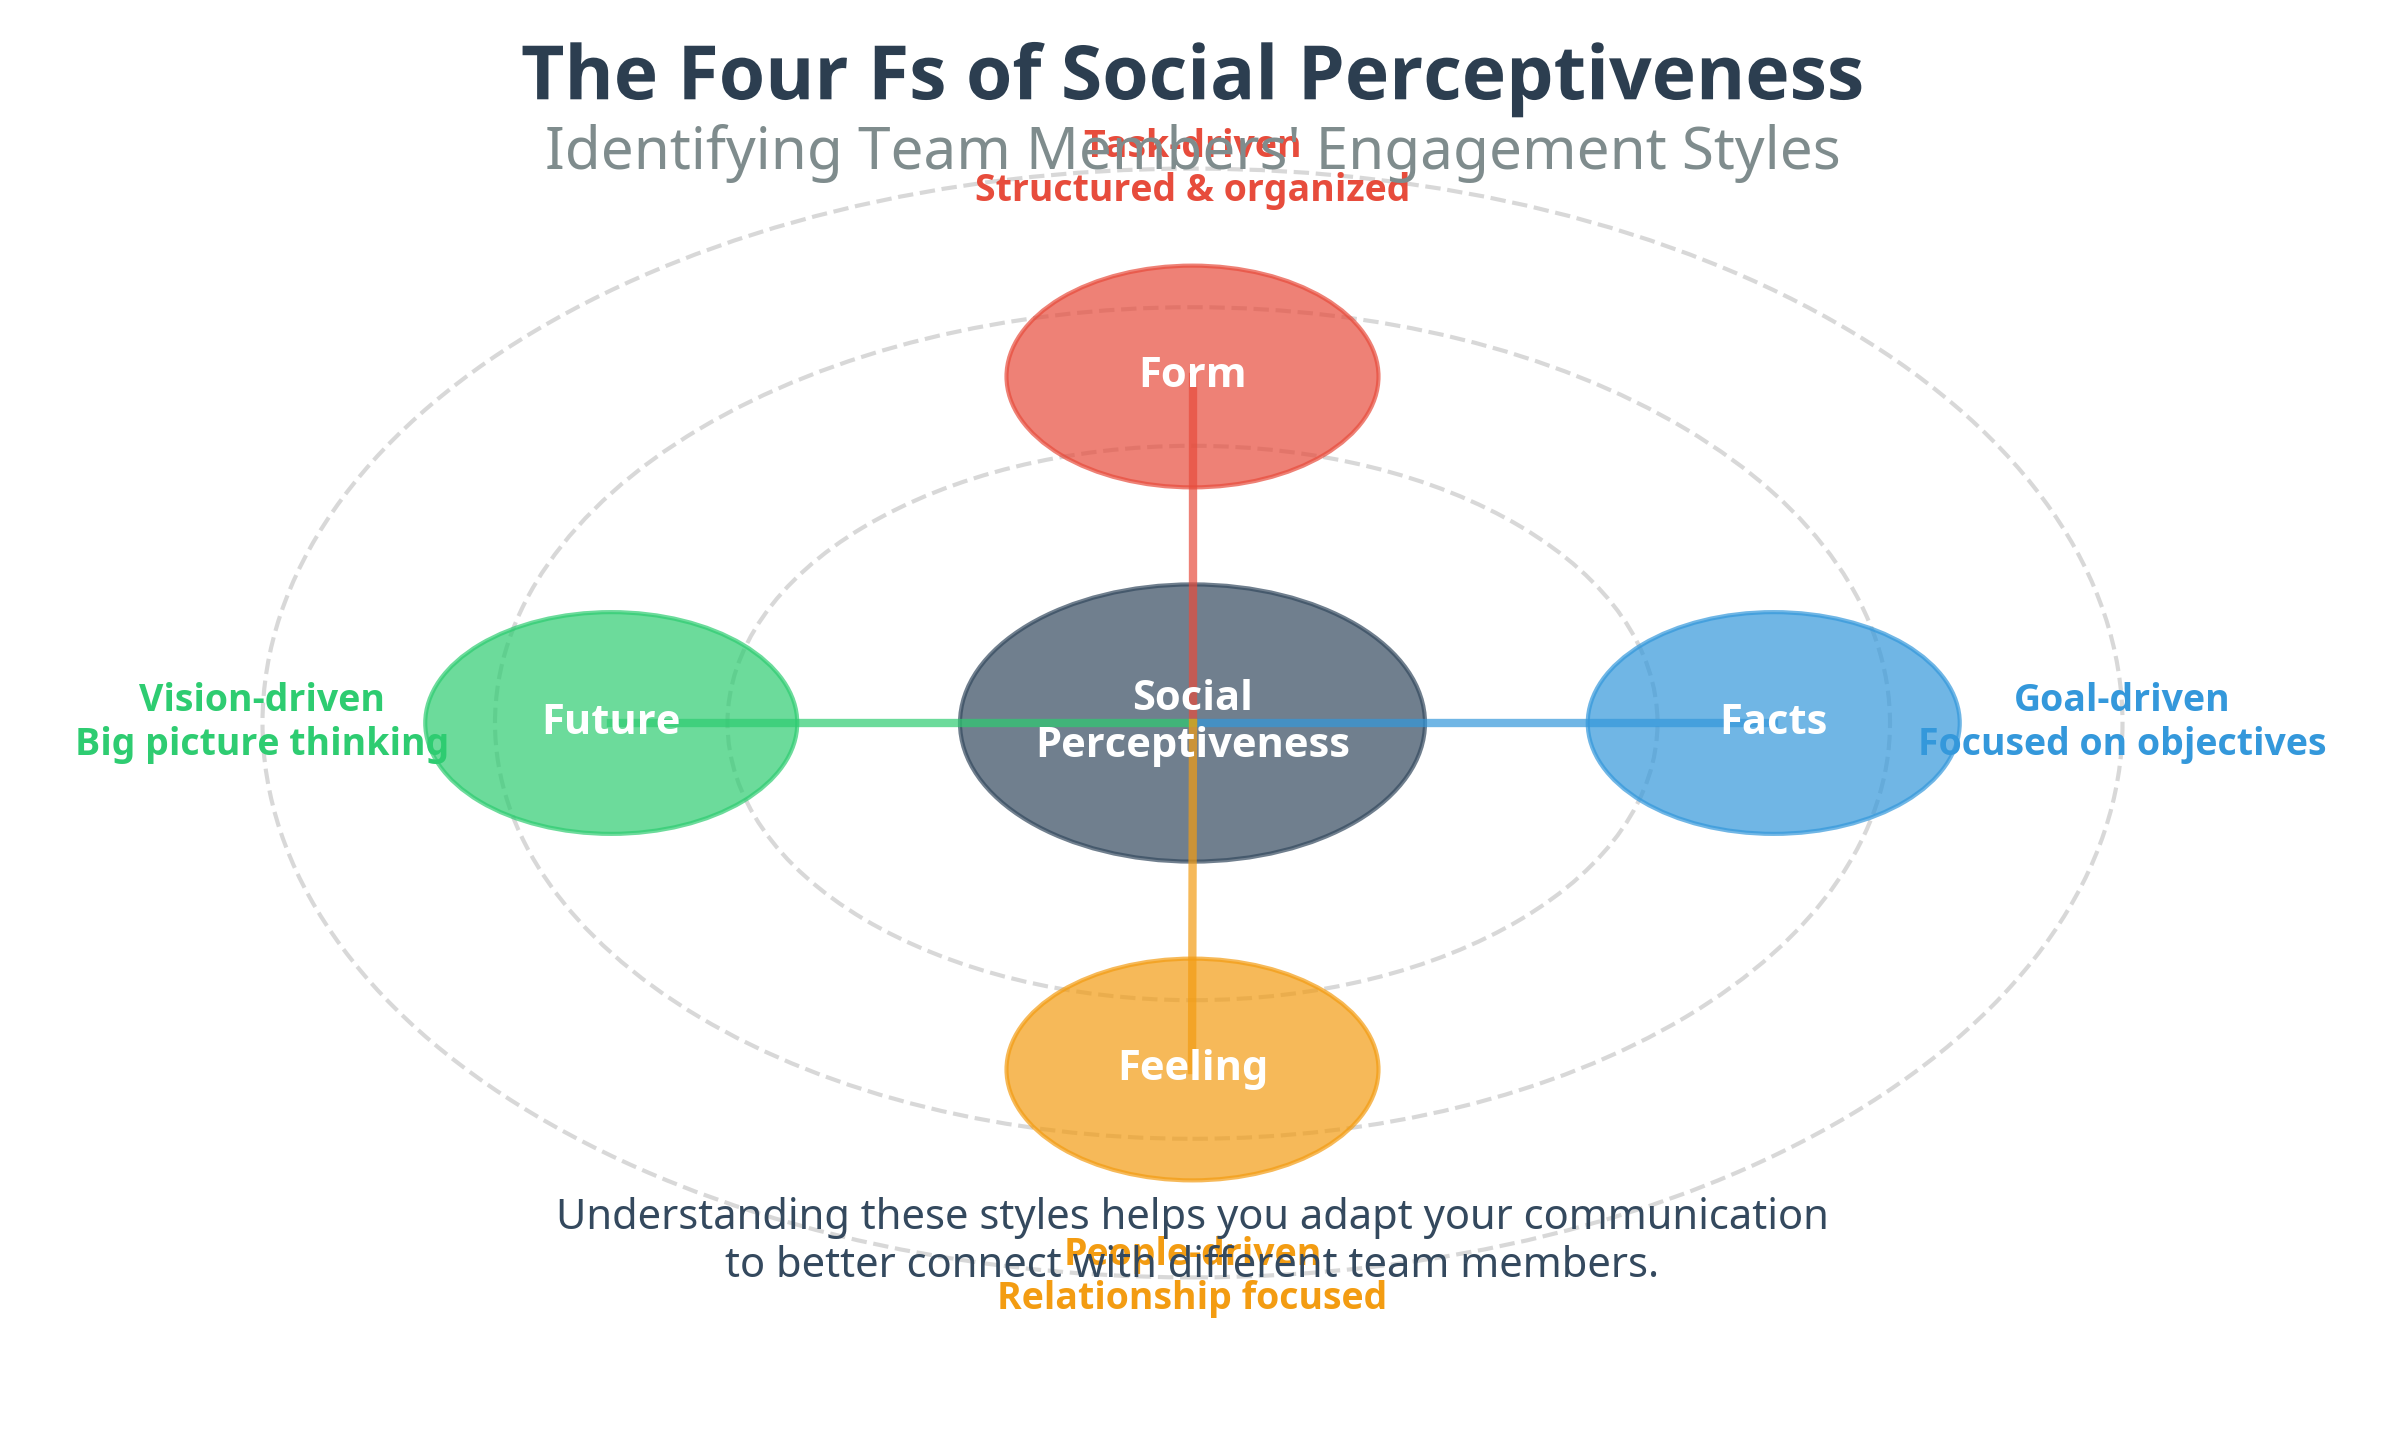 The Four Fs of Social Perceptiveness
Identifying Team Members' Engagement Styles
Task-driven
Structured & organized
Form
Vision-driven
Big picture thinking
Future
Social
Perceptiveness
Facts
Goal-driven
Focused on objectives
Feeling
Understanding these styles helps you adapt your communication
to better connect with different team members.
People-driven
Relationship focused